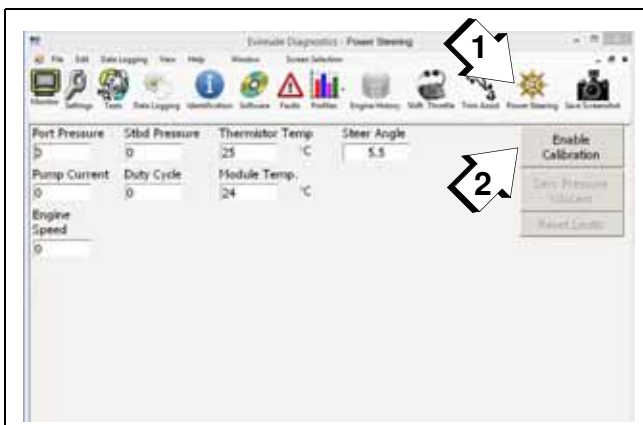 Evinrude Diagnostics - Power Steering
File Edit Data Logging View Help Window Screen Selection
Monitor Settings Tests Data Logging Identification Software Faults Profiles Engine History Shift Throttle Trim Assist Power Steering Save Screenshot
1
Port Pressure Stbd Pressure Thermistor Temp Steer Angle
0 0 25 °C 5.5
Enable
Calibration
2
Pump Current Duty Cycle Module Temp.
0 0 24 °C
Zero Pressure
Engine
Speed
Reset Limits
0